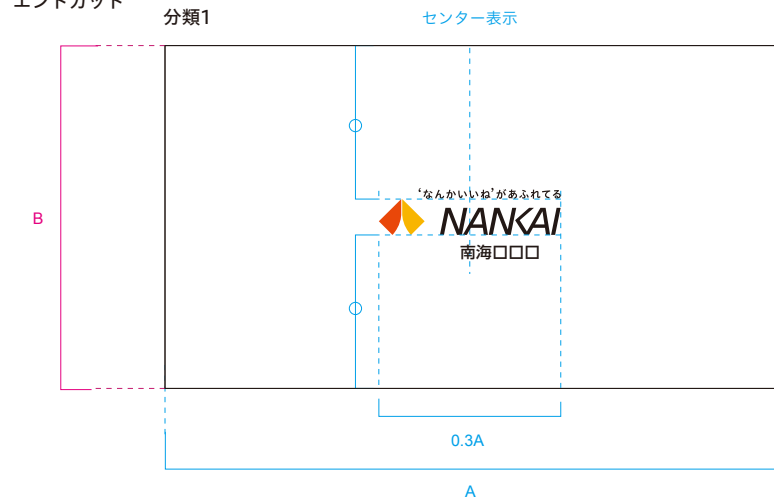 エンドカット
分類1
センター表示
B
‘なんかいいね’があふれてる
NANKAI
南海□□□
0.3A
A